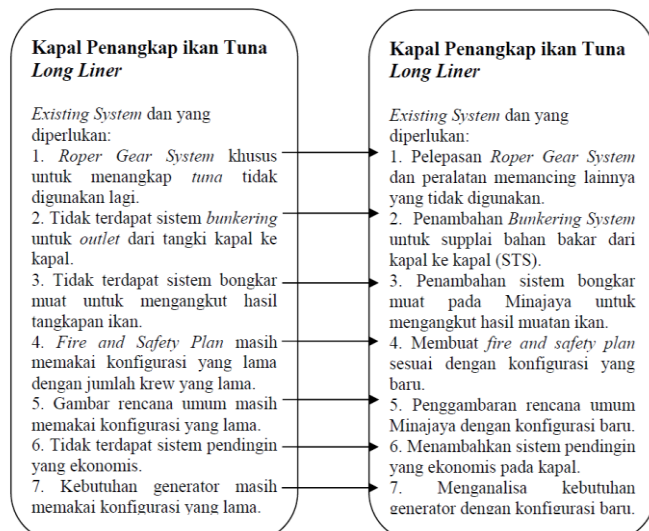 Kapal Penangkap ikan Tuna
Long Liner
Existing System dan yang
diperlukan:
1. Roper Gear System khusus
untuk menangkap tuna tidak
digunakan lagi.
2. Tidak terdapat sistem bunkering
untuk outlet dari tangki kapal ke
kapal.
3. Tidak terdapat sistem bongkar
muat untuk mengangkut hasil
tangkapan ikan.
4. Fire and Safety Plan masih
memakai konfigurasi yang lama
dengan jumlah krew yang lama.
5. Gambar rencana umum masih
memakai konfigurasi yang lama.
6. Tidak terdapat sistem pendingin
yang ekonomis.
7. Kebutuhan generator masih
memakai konfigurasi yang lama.
Kapal Penangkap ikan Tuna
Long Liner
Existing System dan yang
diperlukan:
1. Pelepasan Roper Gear System
dan peralatan memancing lainnya
yang tidak digunakan.
2. Penambahan Bunkering System
untuk supplai bahan bakar dari
kapal ke kapal (STS).
3. Penambahan sistem bongkar
muat pada Minajaya untuk
mengangkut hasil muatan ikan.
4. Membuat fire and safety plan
sesuai dengan konfigurasi yang
baru.
5. Penggambaran rencana umum
Minajaya dengan konfigurasi baru.
6. Menambahkan sistem pendingin
yang ekonomis pada kapal.
7. Menganalisa kebutuhan
generator dengan konfigurasi baru.